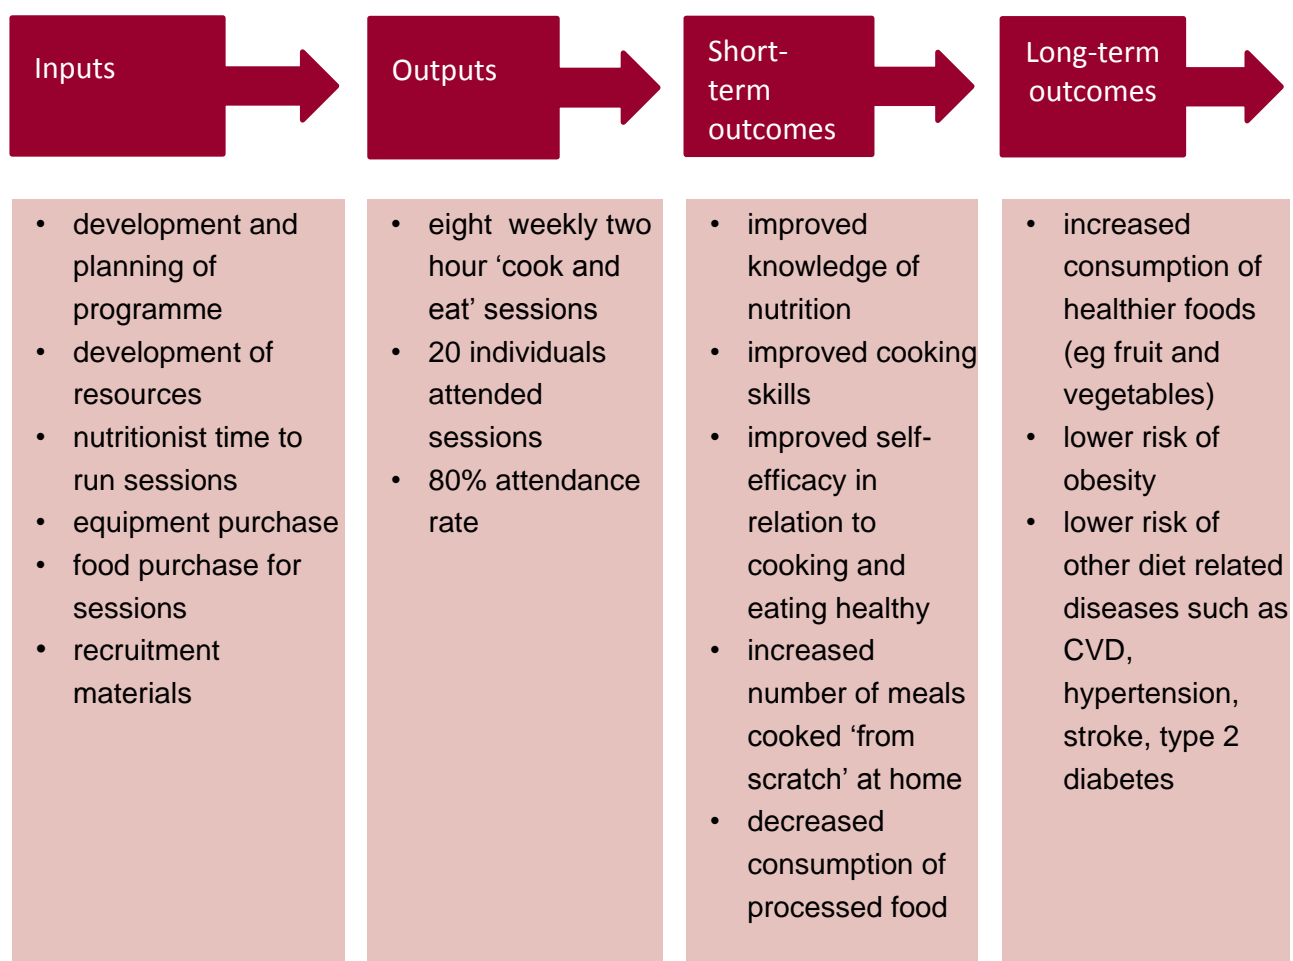 Inputs
• development and
planning of
programme
• development of
resources
• nutritionist time to
run sessions
• equipment purchase
• food purchase for
sessions
• recruitment
materials
Outputs
• eight weekly two
hour ‘cook and
eat’ sessions
• 20 individuals
attended
sessions
• 80% attendance
rate
Short-
term
outcomes
• improved
knowledge of
nutrition
• improved cooking
skills
• improved self-
efficacy in
relation to
cooking and
eating healthy
• increased
number of meals
cooked ‘from
scratch’ at home
• decreased
consumption of
processed food
Long-term
outcomes
• increased
consumption of
healthier foods
(eg fruit and
vegetables)
• lower risk of
obesity
• lower risk of
other diet related
diseases such as
CVD,
hypertension,
stroke, type 2
diabetes